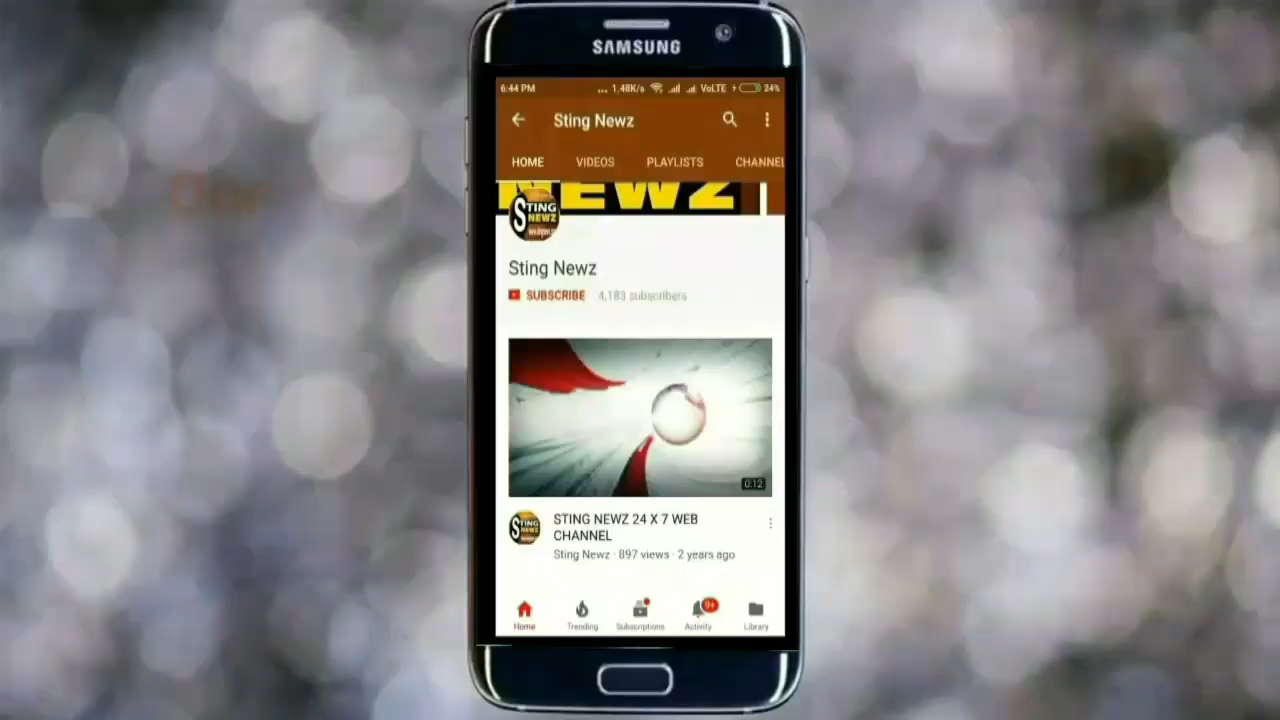 SAMSUNG
6:44 PM ... 1.48K/s VoLTE 24%
Sting Newz
HOME VIDEOS PLAYLISTS CHANNEL
NEWZ
STING
NEWZ
Sting Newz
SUBSCRIBE 4,183 subscribers
0:12
STING
NEWZ
STING NEWZ 24 X 7 WEB
CHANNEL
Sting Newz · 897 views · 2 years ago
9+
Home Trending Subscriptions Activity Library